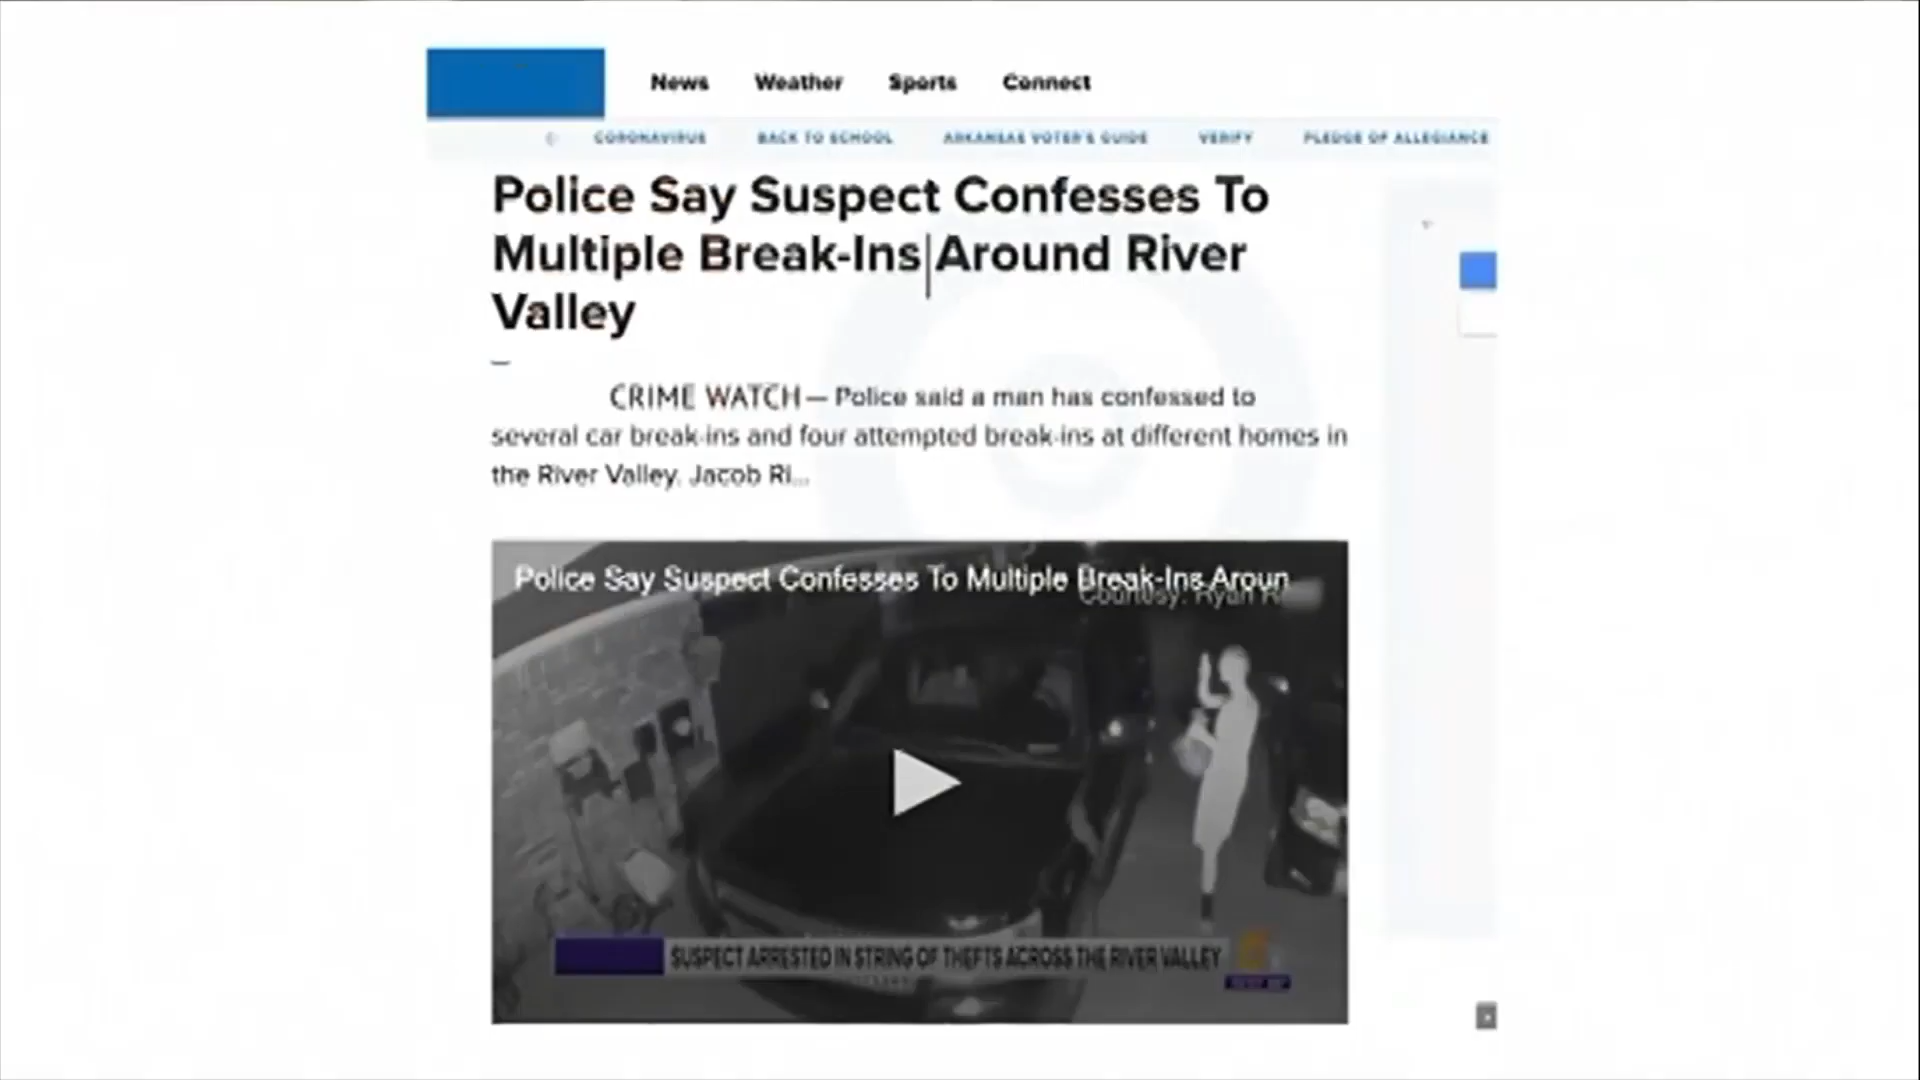 News Weather Sports Connect
CORONAVIRUS BACK TO SCHOOL ARKANSAS VOTER'S GUIDE VERIFY PLEDGE OF ALLEGIANCE
Police Say Suspect Confesses To
Multiple Break-Ins Around River
Valley
CRIME WATCH — Police said a man has confessed to
several car break-ins and four attempted break-ins at different homes in
the River Valley. Jacob Ri...
Police Say Suspect Confesses To Multiple Break-Ins Aroun
Courtesy: Ryan
SUSPECT ARRESTED IN STRING OF THEFTS ACROSS THE RIVER VALLEY